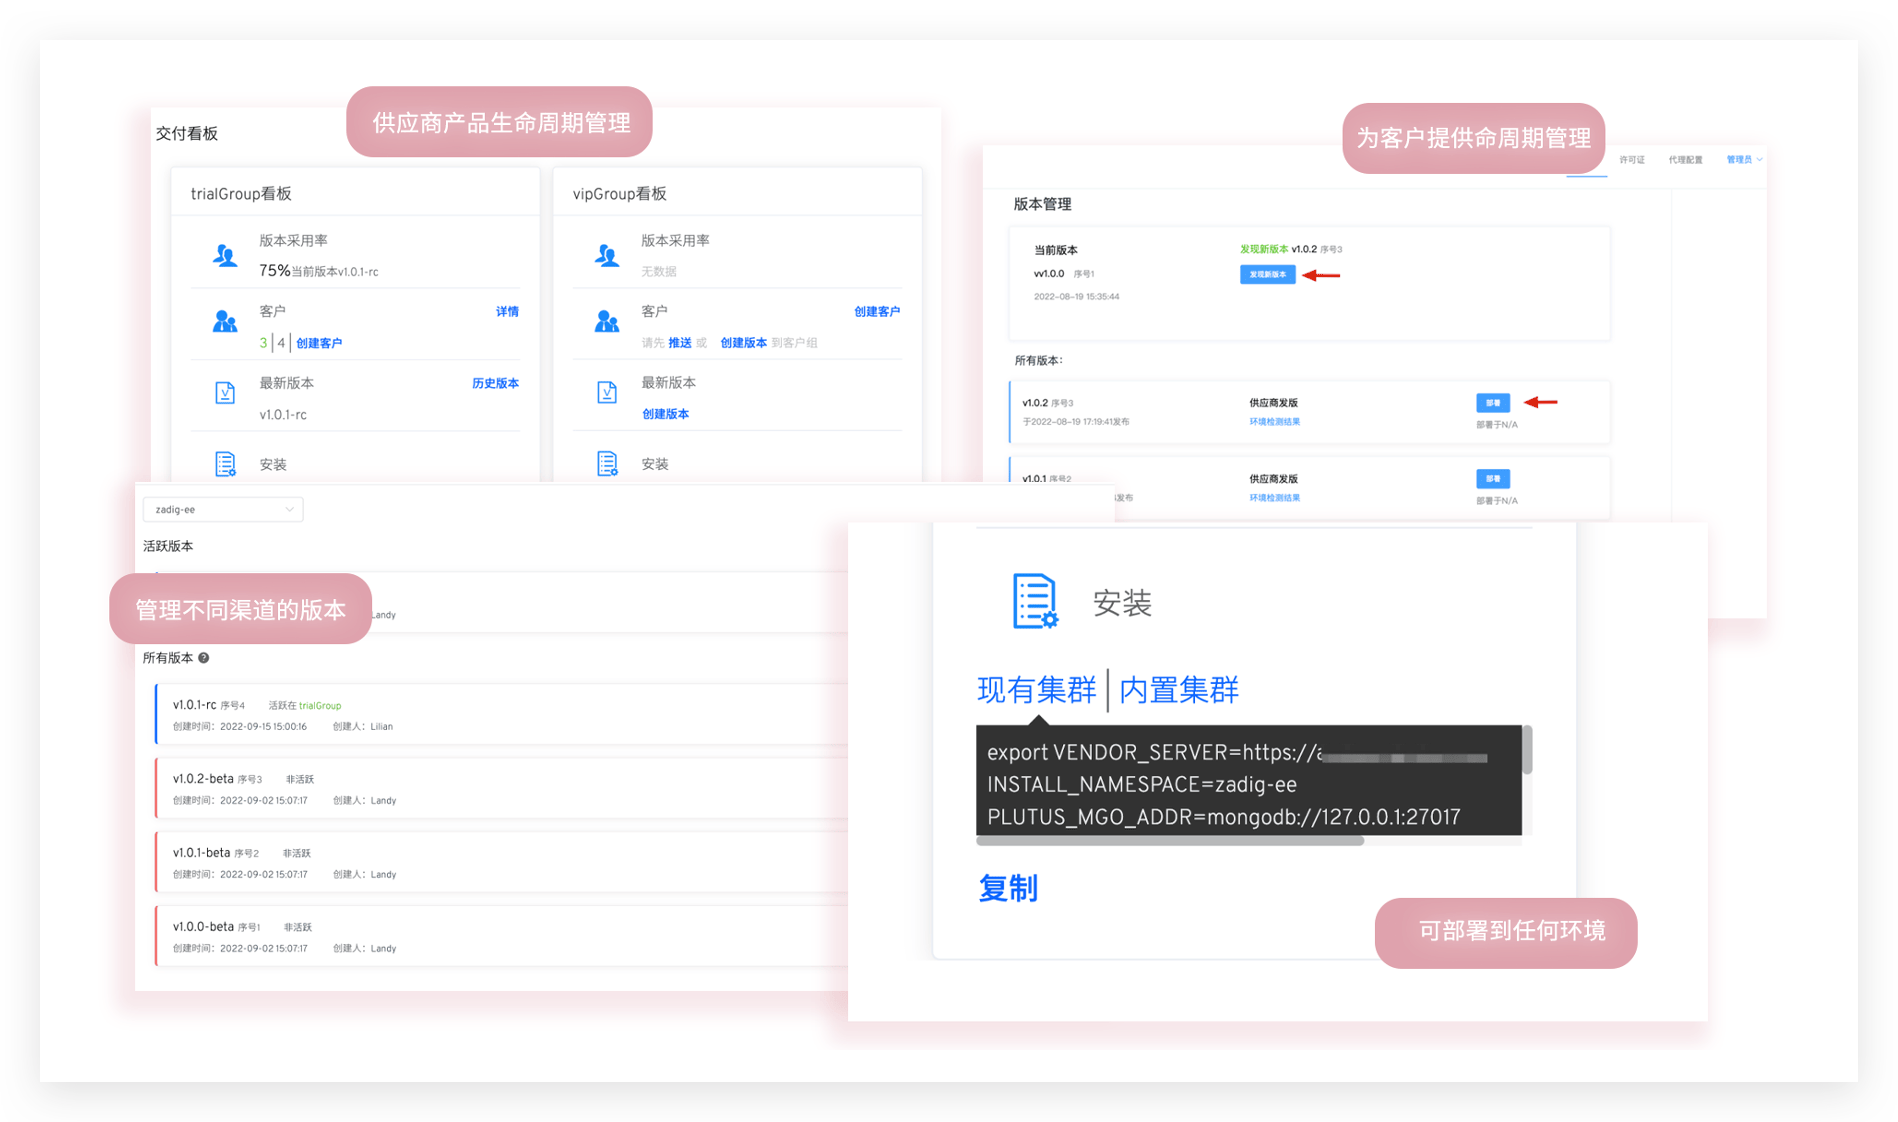 供应商产品生命周期管理
交付看板
trialGroup看板
版本采用率
75%当前版本v1.0.1-rc
客户
详情
3|4|创建客户
最新版本
历史版本
v1.0.1-rc
安装
vipGroup看板
版本采用率
无数据
客户
创建客户
请先 推送 或 创建版本 到客户组
最新版本
创建版本
安装
为客户提供命周期管理
许可证 代理配置 管理员
版本管理
当前版本
vv1.0.0 序号1
2022-08-19 15:35:44
发现新版本 v1.0.2 序号3
发现新版本
所有版本:
v1.0.2 序号3
于2022-08-19 17:19:41发布
供应商发版
环境检测结果
部署
部署于N/A
v1.0.1 序号2
发布
供应商发版
环境检测结果
部署
部署于N/A
zadig-ee
活跃版本
管理不同渠道的版本
Landy
所有版本
v1.0.1-rc 序号4 活跃在 trialGroup
创建时间: 2022-09-15 15:00:16 创建人: Lilian
v1.0.2-beta 序号3 非活跃
创建时间: 2022-09-02 15:07:17 创建人: Landy
v1.0.1-beta 序号2 非活跃
创建时间: 2022-09-02 15:07:17 创建人: Landy
v1.0.0-beta 序号1 非活跃
创建时间: 2022-09-02 15:07:17 创建人: Landy
安装
现有集群|内置集群
export VENDOR_SERVER=https://
INSTALL_NAMESPACE=zadig-ee
PLUTUS_MGO_ADDR=mongodb://127.0.0.1:27017
复制
可部署到任何环境